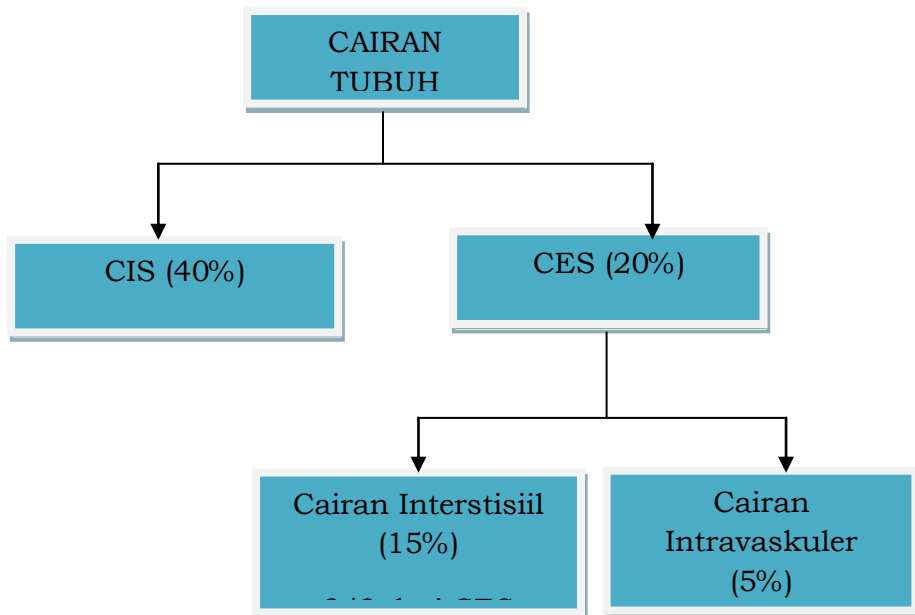 CAIRAN
TUBUH
CIS (40%)
CES (20%)
Cairan Interstisiil
(15%)
Cairan
Intravaskuler
(5%)